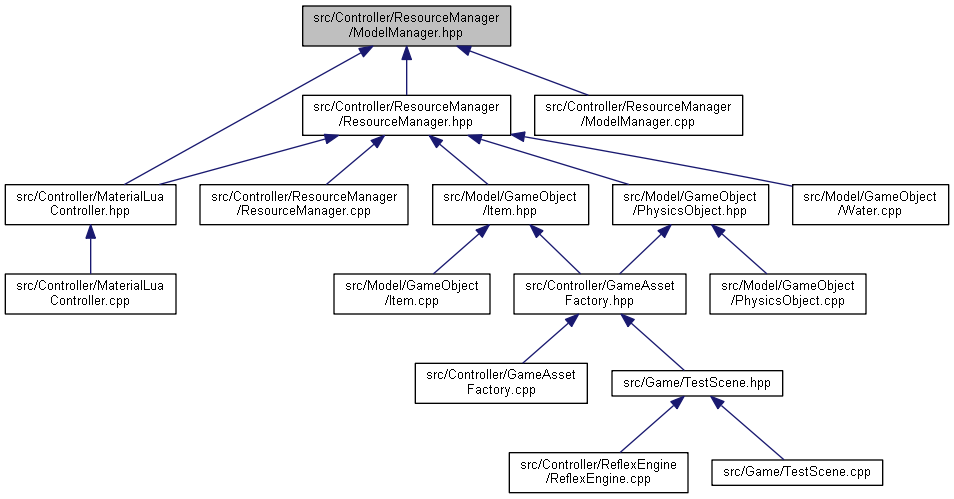 src/Controller/ResourceManager
/ModelManager.hpp
src/Controller/ResourceManager
/ResourceManager.hpp
src/Controller/ResourceManager
/ModelManager.cpp
src/Controller/MaterialLua
Controller.hpp
src/Controller/ResourceManager
/ResourceManager.cpp
src/Model/GameObject
/Item.hpp
src/Model/GameObject
/PhysicsObject.hpp
src/Model/GameObject
/Water.cpp
src/Controller/MaterialLua
Controller.cpp
src/Model/GameObject
/Item.cpp
src/Controller/GameAsset
Factory.hpp
src/Model/GameObject
/PhysicsObject.cpp
src/Controller/GameAsset
Factory.cpp
src/Game/TestScene.hpp
src/Controller/ReflexEngine
/ReflexEngine.cpp
src/Game/TestScene.cpp